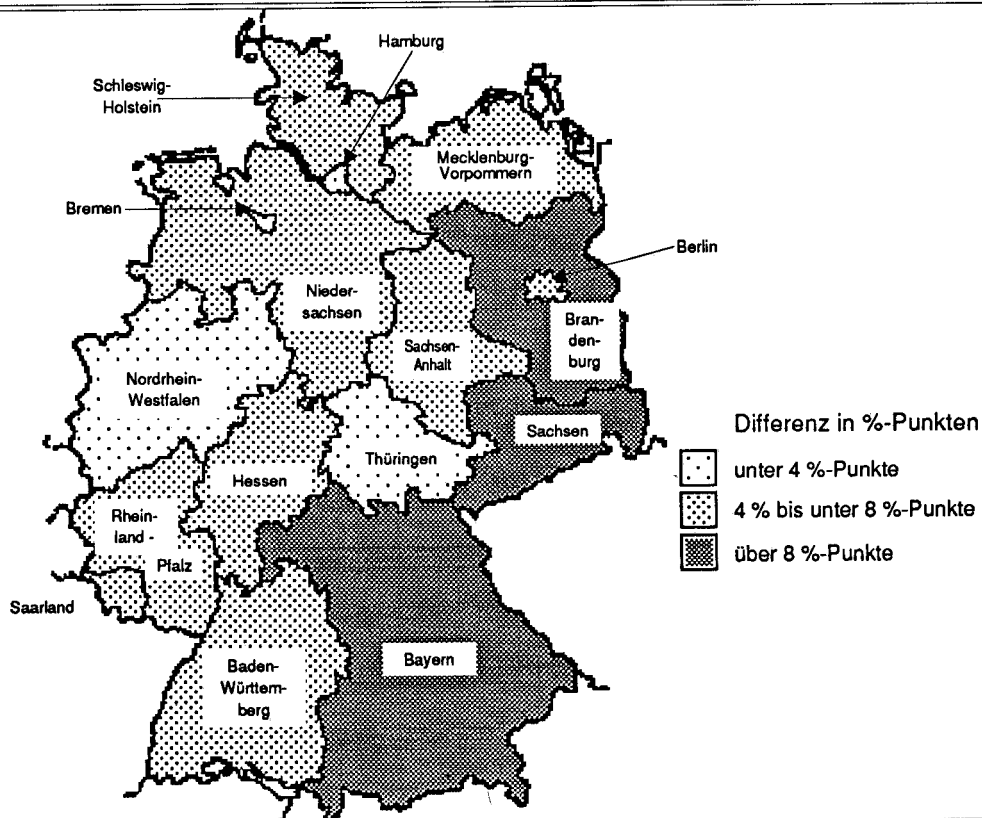 Hamburg
Schleswig-
Holstein
Mecklenburg-
Vorpommern
Bremen
Berlin
Nieder-
sachsen
Bran-
den-
burg
Sachsen-
Anhalt
Nordrhein-
Westfalen
Sachsen
Thüringen
Hessen
Rhein-
land -
Pfalz
Saarland
Baden-
Württem-
berg
Bayern
Differenz in %-Punkten
unter 4 %-Punkte
4 % bis unter 8 %-Punkte
über 8 %-Punkte